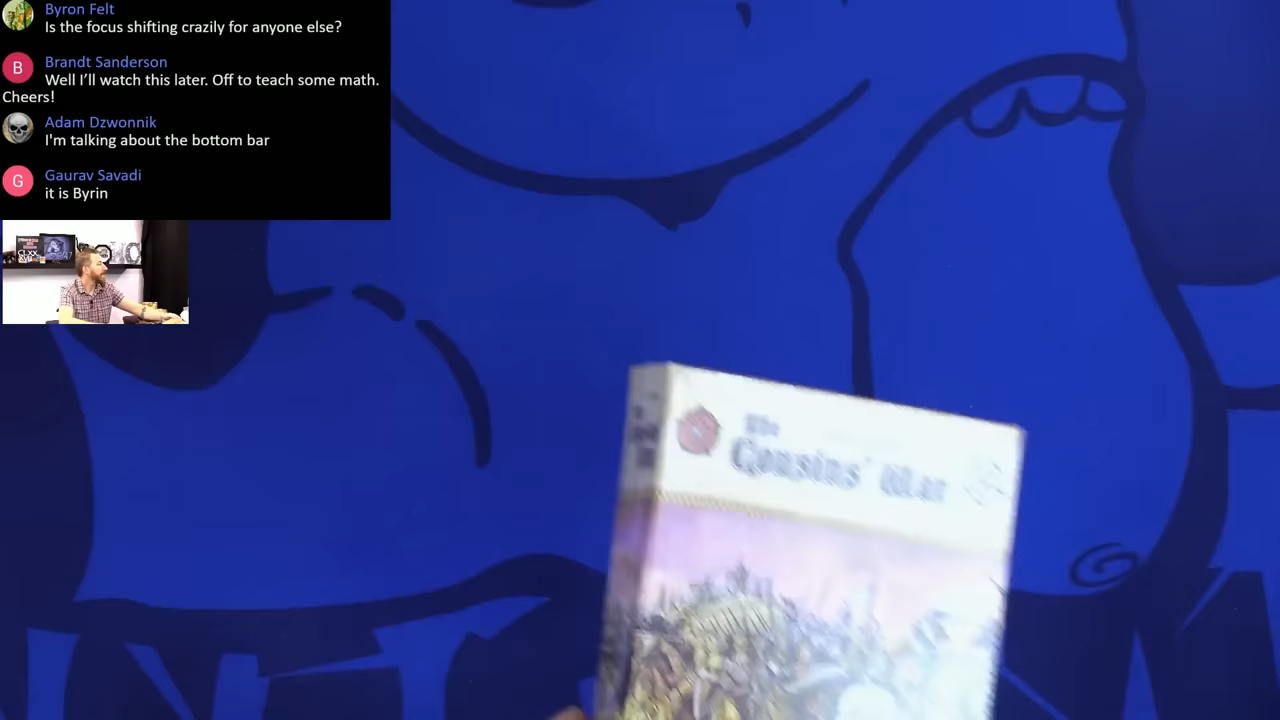 Byron Felt
Is the focus shifting crazily for anyone else?
B
Brandt Sanderson
Well I'll watch this later. Off to teach some math.
Cheers!
Adam Dzwonnik
I'm talking about the bottom bar
G
Gaurav Savadi
it is Byrin
The
Cousins' War